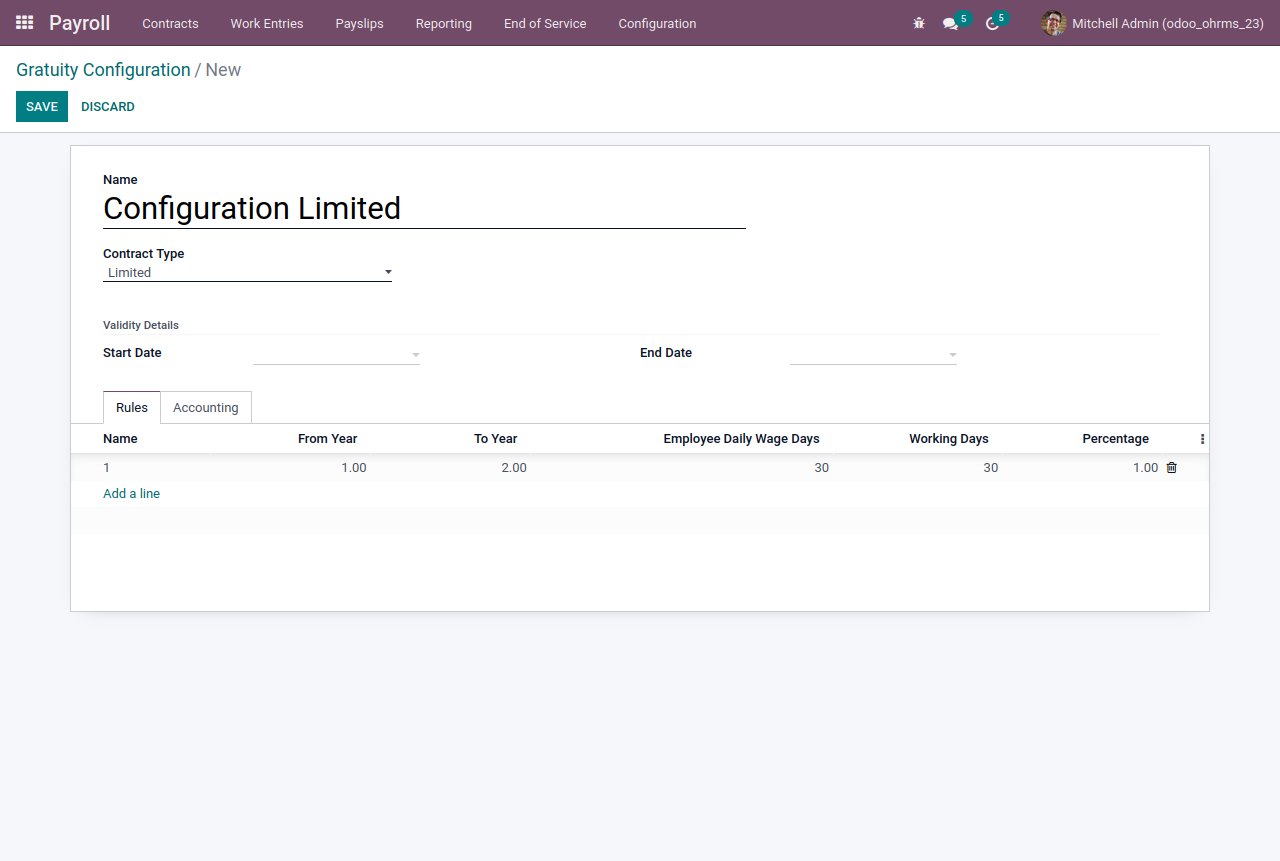 Payroll Contracts Work Entries Payslips Reporting End of Service Configuration 5 5 Mitchell Admin (odoo_ohrms_23)
Gratuity Configuration / New
SAVE DISCARD
Name
Configuration Limited
Contract Type
Limited
Validity Details
Start Date End Date
Rules Accounting
Name From Year To Year Employee Daily Wage Days Working Days Percentage
1 1.00 2.00 30 30 1.00
Add a line